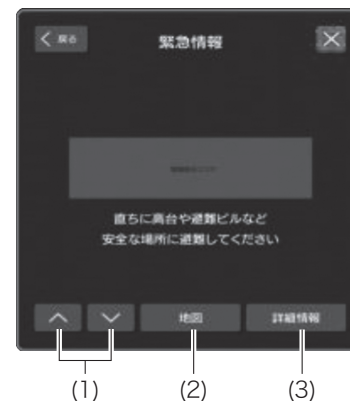 戻る
緊急情報
直ちに高台や避難ビルなど
安全な場所に避難してください
地図
詳細情報
(1)
(2)
(3)